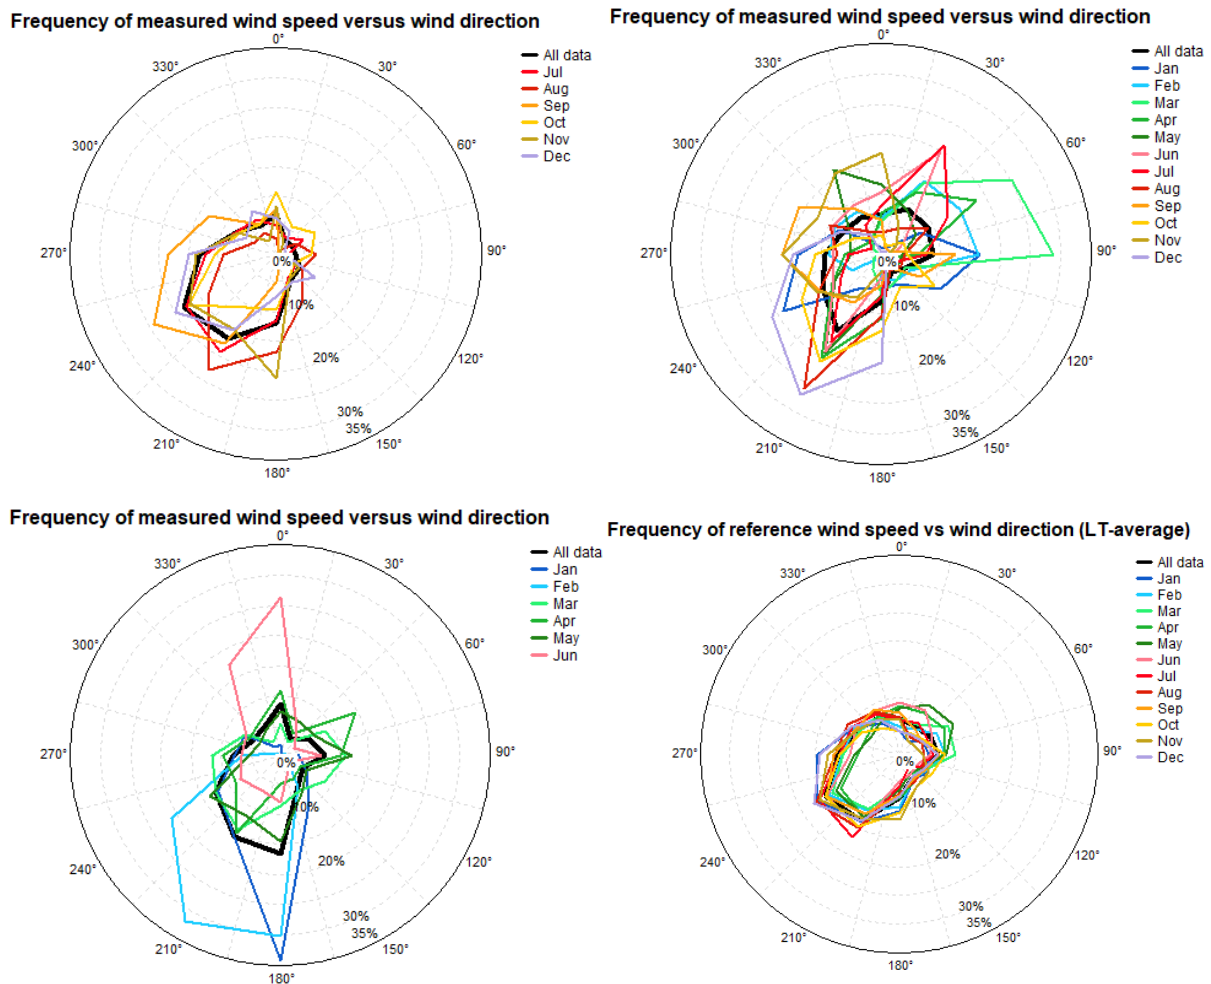 Frequency of measured wind speed versus wind direction
0°
30°
60°
90°
120°
150°
180°
210°
240°
270°
300°
330°
0%
10%
20%
30%
35%
All data
Jul
Aug
Sep
Oct
Nov
Dec
Frequency of measured wind speed versus wind direction
0°
30°
60°
90°
120°
150°
180°
210°
240°
270°
300°
330°
0%
10%
20%
30%
35%
All data
Jan
Feb
Mar
Apr
May
Jun
Jul
Aug
Sep
Oct
Nov
Dec
Frequency of measured wind speed versus wind direction
0°
30°
60°
90°
120°
150°
180°
210°
240°
270°
300°
330°
0%
10%
20%
30%
35%
All data
Jan
Feb
Mar
Apr
May
Jun
Frequency of reference wind speed vs wind direction (LT-average)
0°
30°
60°
90°
120°
150°
180°
210°
240°
270°
300°
330°
0%
10%
20%
30%
35%
All data
Jan
Feb
Mar
Apr
May
Jun
Jul
Aug
Sep
Oct
Nov
Dec